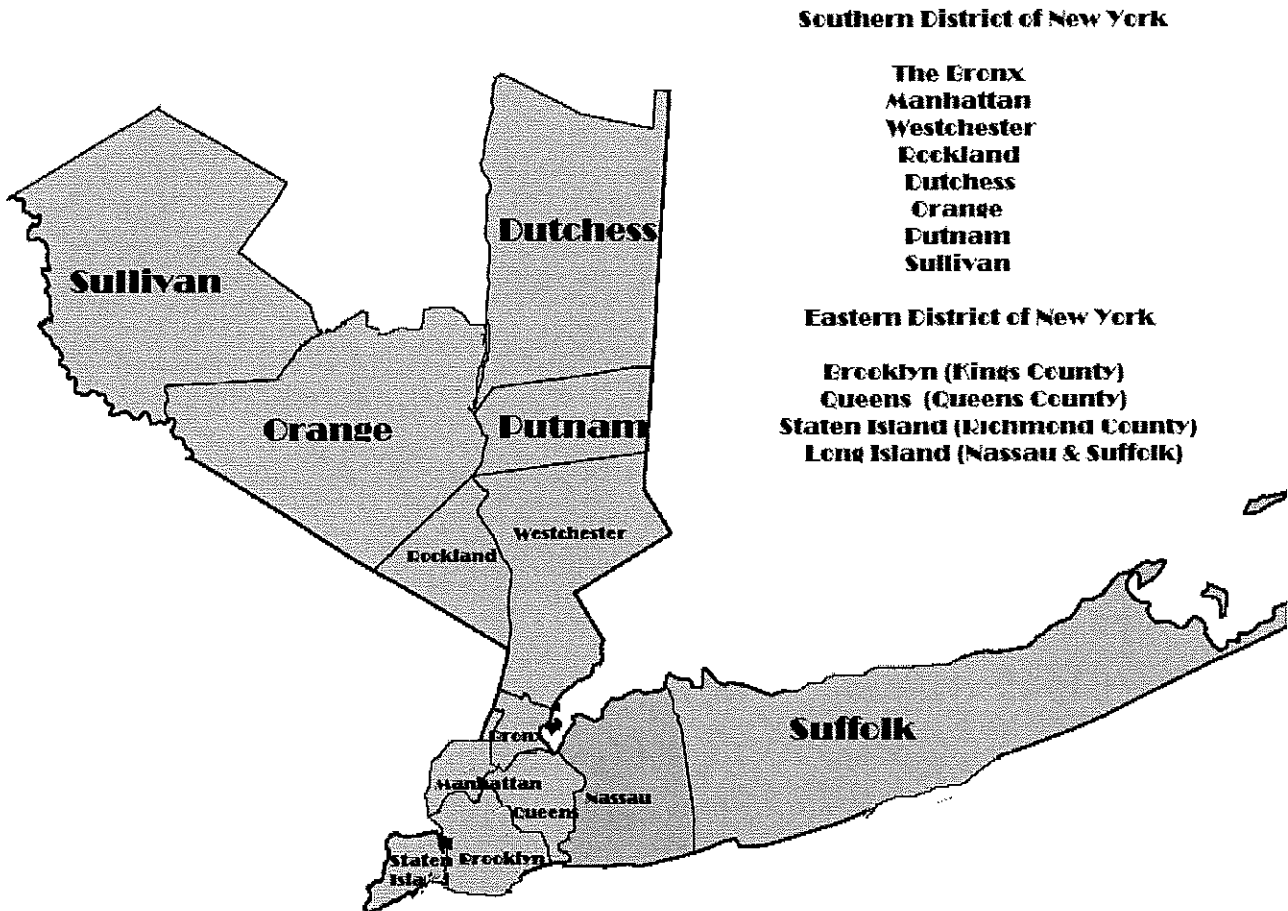 Southern District of New York
The Bronx
Manhattan
Westchester
Rockland
Dutchess
Orange
Putnam
Sullivan
Eastern District of New York
Brooklyn (Kings County)
Queens (Queens County)
Staten Island (Richmond County)
Long Island (Nassau & Suffolk)
Dutchess
Sullivan
Orange
Putnam
Westchester
Rockland
Suffolk
Bronx
Manhattan
Nassau
Queens
Staten
Isla
Brooklyn